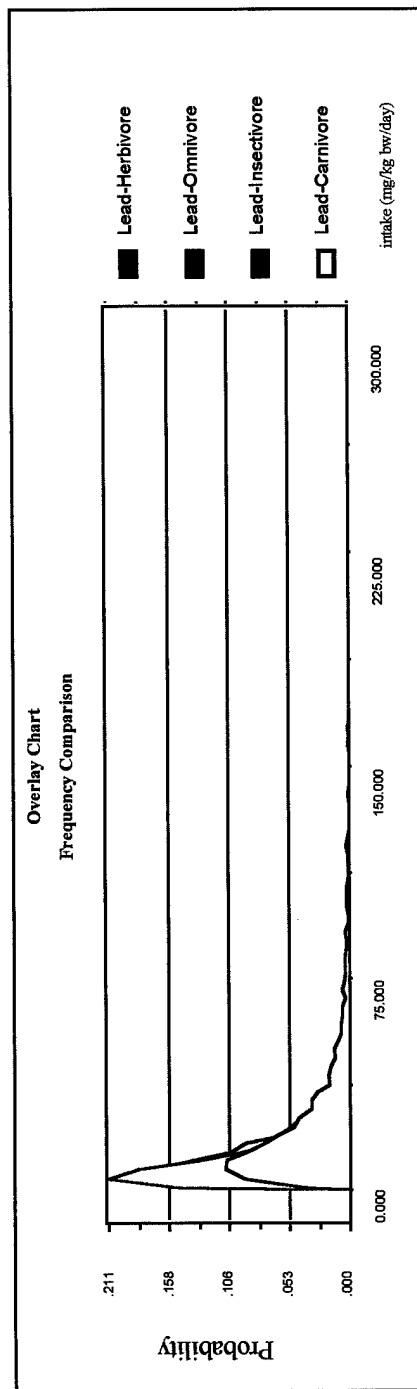 Overlay Chart
Frequency Comparison
Probability
.211
.158
.106
.053
.000
0.000
75.000
150.000
225.000
300.000
Lead-Herbivore
Lead-Omnivore
Lead-Insectivore
Lead-Carnivore
intake (mg/kg bw/day)